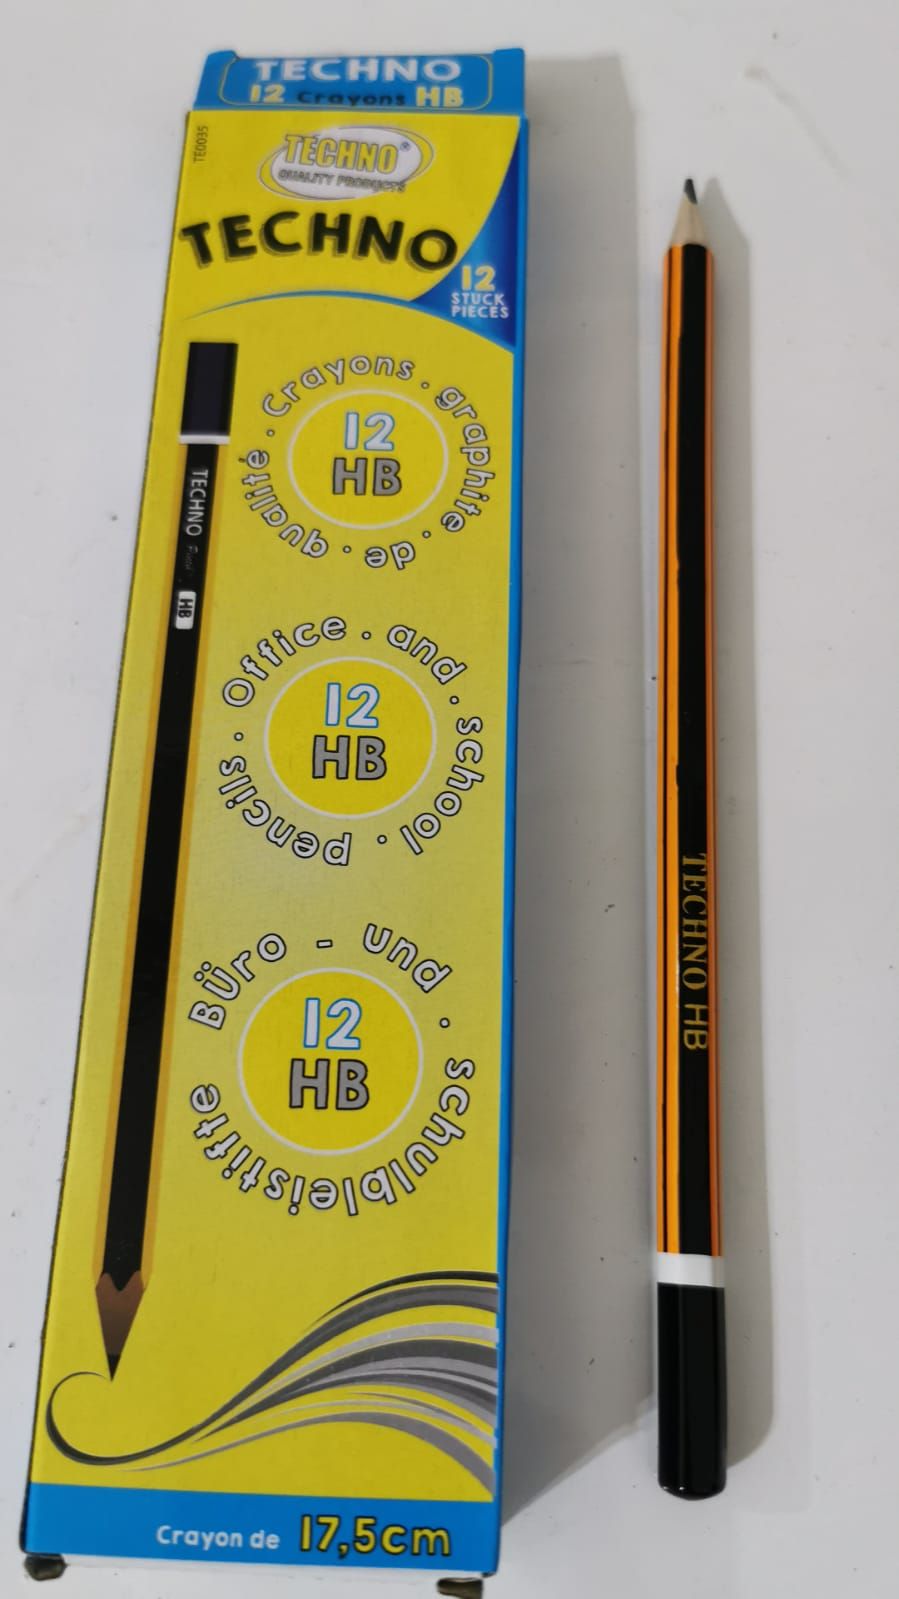 TECHNO
12 Crayons HB
TE0035
TECHNO®
QUALITY PRODUCTS
TECHNO
12
STUCK
PIECES
TECHNO
HB
Crayons . graphite . de . qualité .
12
HB
Office . and . school . pencils .
12
HB
Büro - und . schulbleistifte
12
HB
Crayon de 17,5cm
TECHNO HB